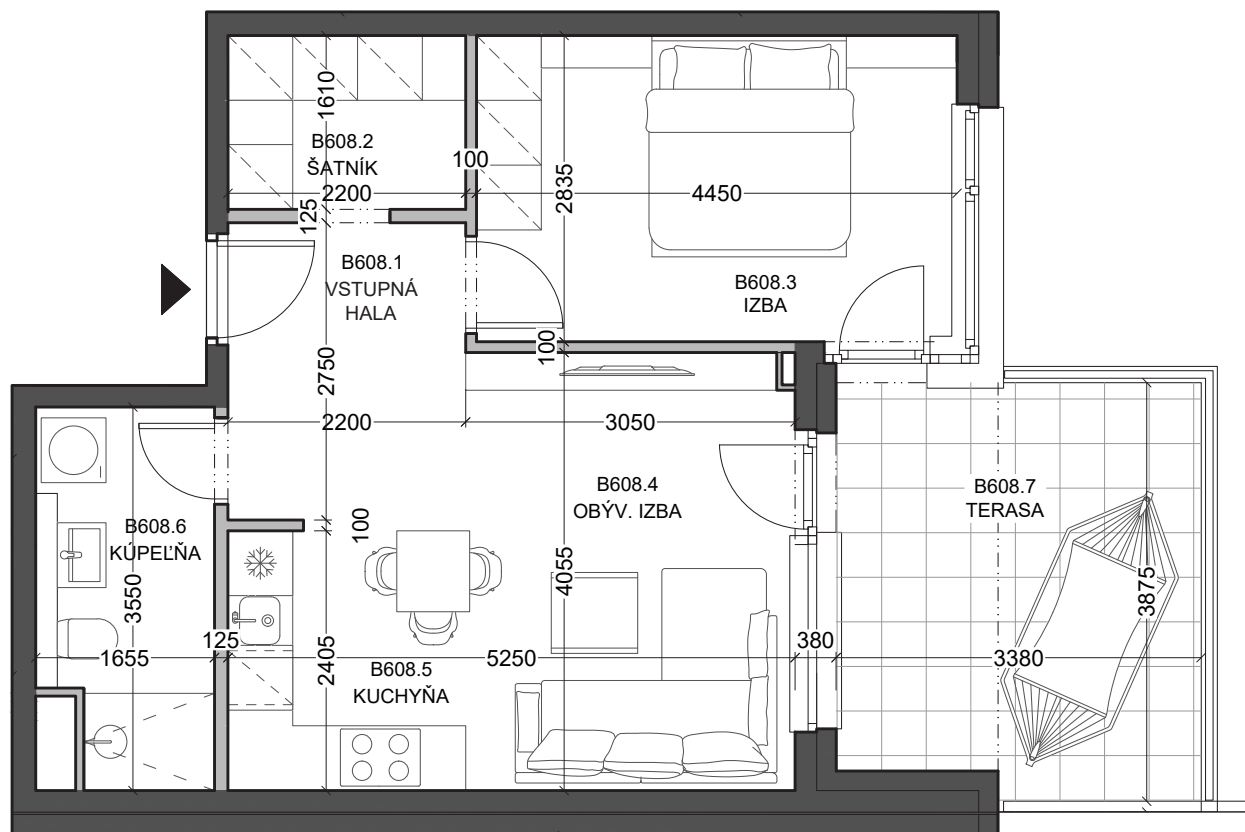 1610
B608.2
ŠATNÍK
2200
125
100
2835
4450
B608.1
VSTUPNÁ
HALA
B608.3
IZBA
100
2750
2200
3050
B608.4
OBÝV. IZBA
B608.7
TERASA
B608.6
KÚPEĽŇA
100
4055
3875
3550
1655
125
2405
5250
380
3380
B608.5
KUCHYŇA